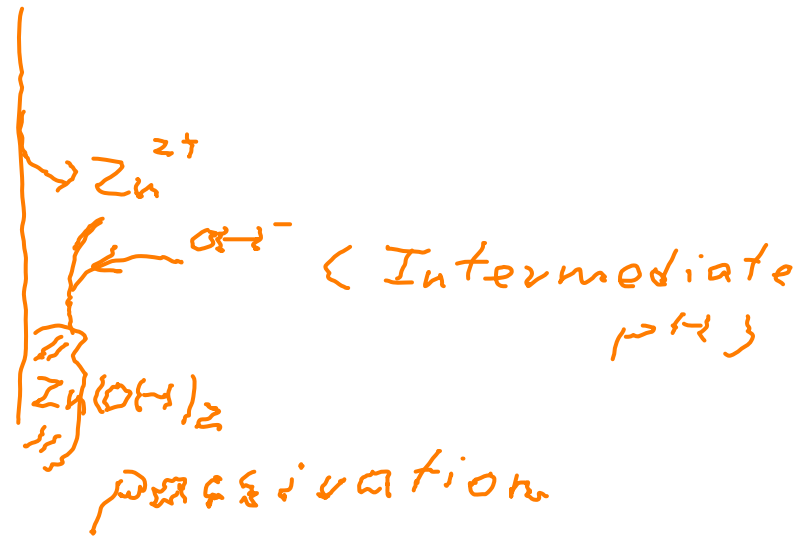 Zn²⁺
OH⁻ (Intermediate
pH)
Zn(OH)₂
passivation